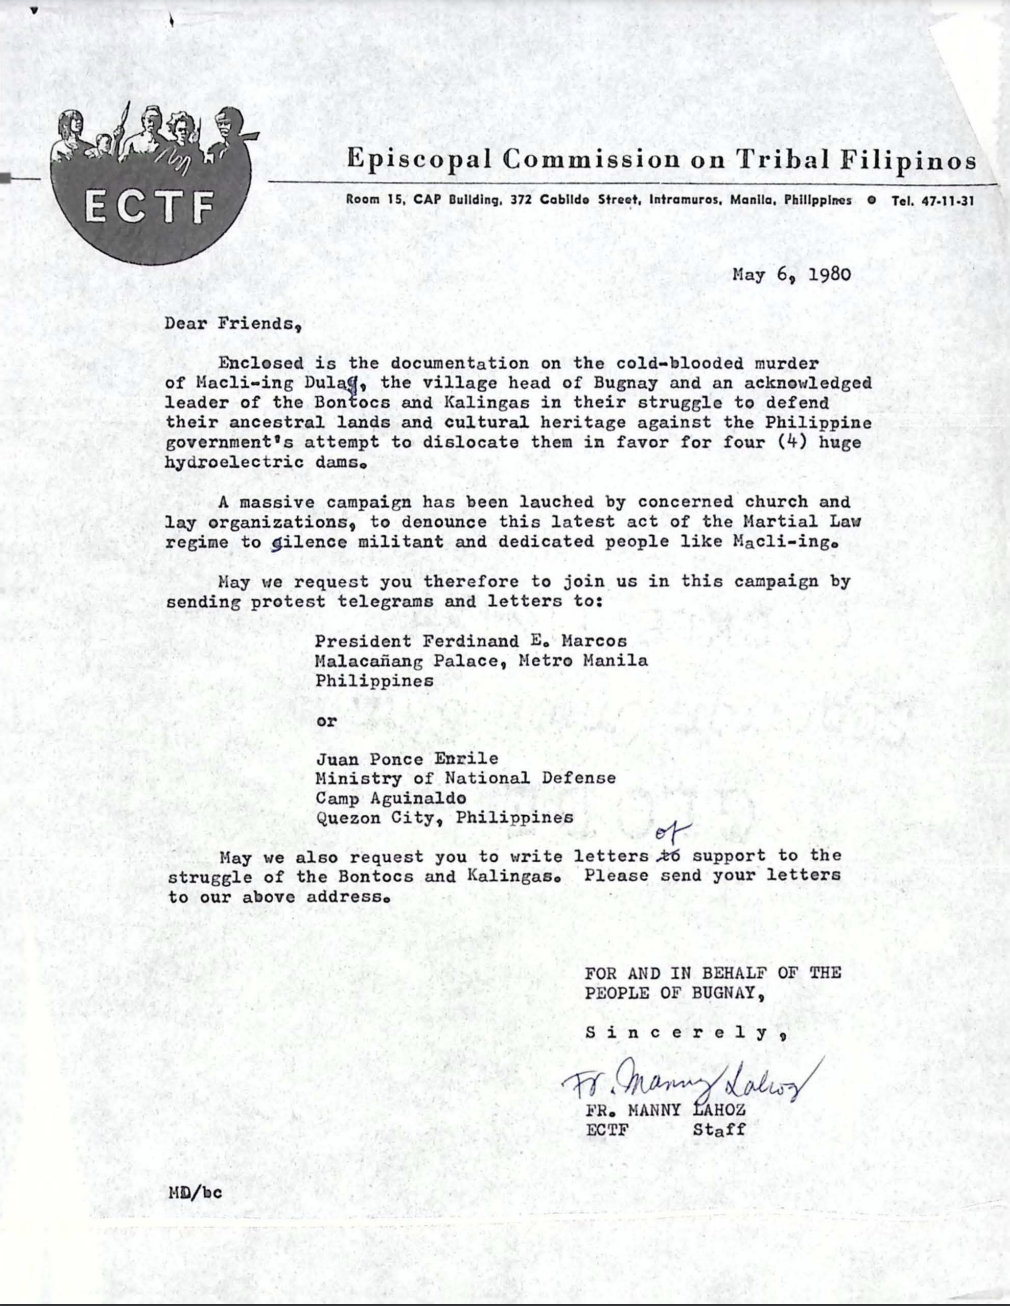 ECTF
Episcopal Commission on Tribal Filipinos
Room 15, CAP Building, 372 Cabildo Street, Intramuros, Manila, Philippines • Tel. 47-11-31
May 6, 1980
Dear Friends,
Enclosed is the documentation on the cold-blooded murder
of Macli-ing Dulag, the village head of Bugnay and an acknowledged
leader of the Bontocs and Kalingas in their struggle to defend
their ancestral lands and cultural heritage against the Philippine
government's attempt to dislocate them in favor for four (4) huge
hydroelectric dams.
A massive campaign has been lauched by concerned church and
lay organizations, to denounce this latest act of the Martial Law
regime to silence militant and dedicated people like Macli-ing.
May we request you therefore to join us in this campaign by
sending protest telegrams and letters to:
President Ferdinand E. Marcos
Malacañang Palace, Metro Manila
Philippines
or
Juan Ponce Enrile
Ministry of National Defense
Camp Aguinaldo
Quezon City, Philippines
of
May we also request you to write letters to support to the
struggle of the Bontocs and Kalingas. Please send your letters
to our above address.
FOR AND IN BEHALF OF THE
PEOPLE OF BUGNAY,
S i n c e r e l y ,
Fr. Manny Lahoz
FR. MANNY LAHOZ
ECTF Staff
MD/bc